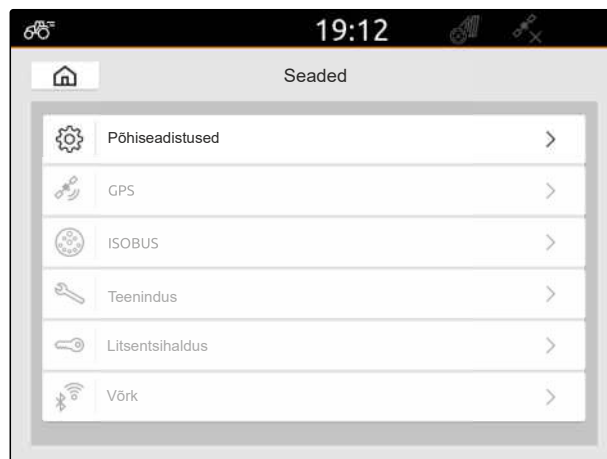 19:12
Seaded
Põhiseadistused
GPS
ISOBUS
Teenindus
Litsentsihaldus
Võrk